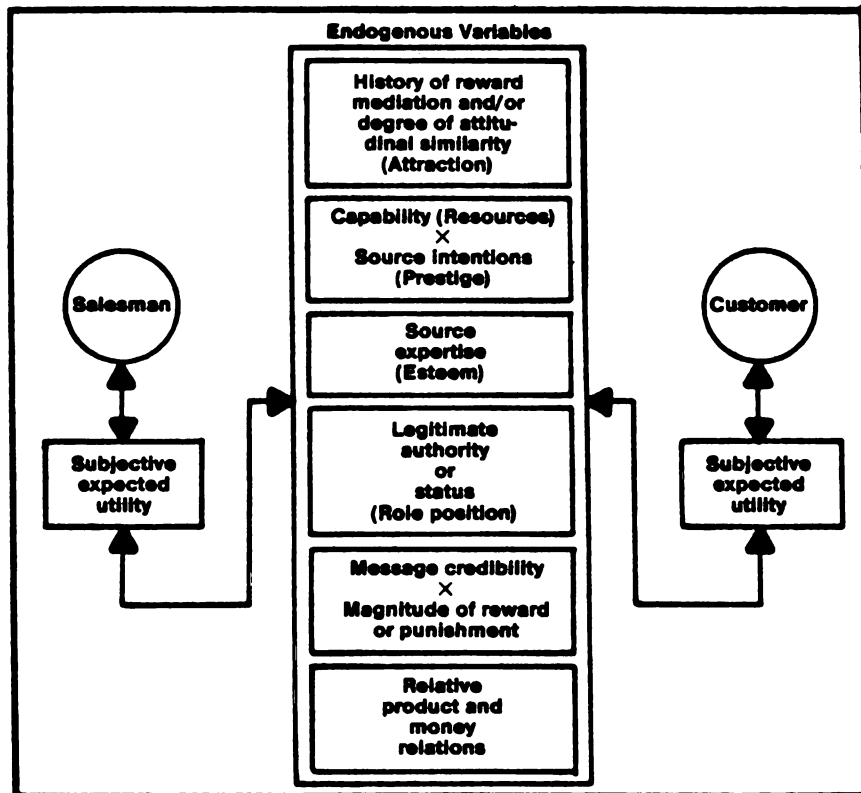 Endogenous Variables
History of reward
mediation and/or
degree of attitu-
dinal similarity
(Attraction)
Capability (Resources)
×
Source intentions
(Prestige)
Source
expertise
(Esteem)
Legitimate
authority
or
status
(Role position)
Message credibility
×
Magnitude of reward
or punishment
Relative
product and
money
relations
Salesman
Subjective
expected
utility
Customer
Subjective
expected
utility